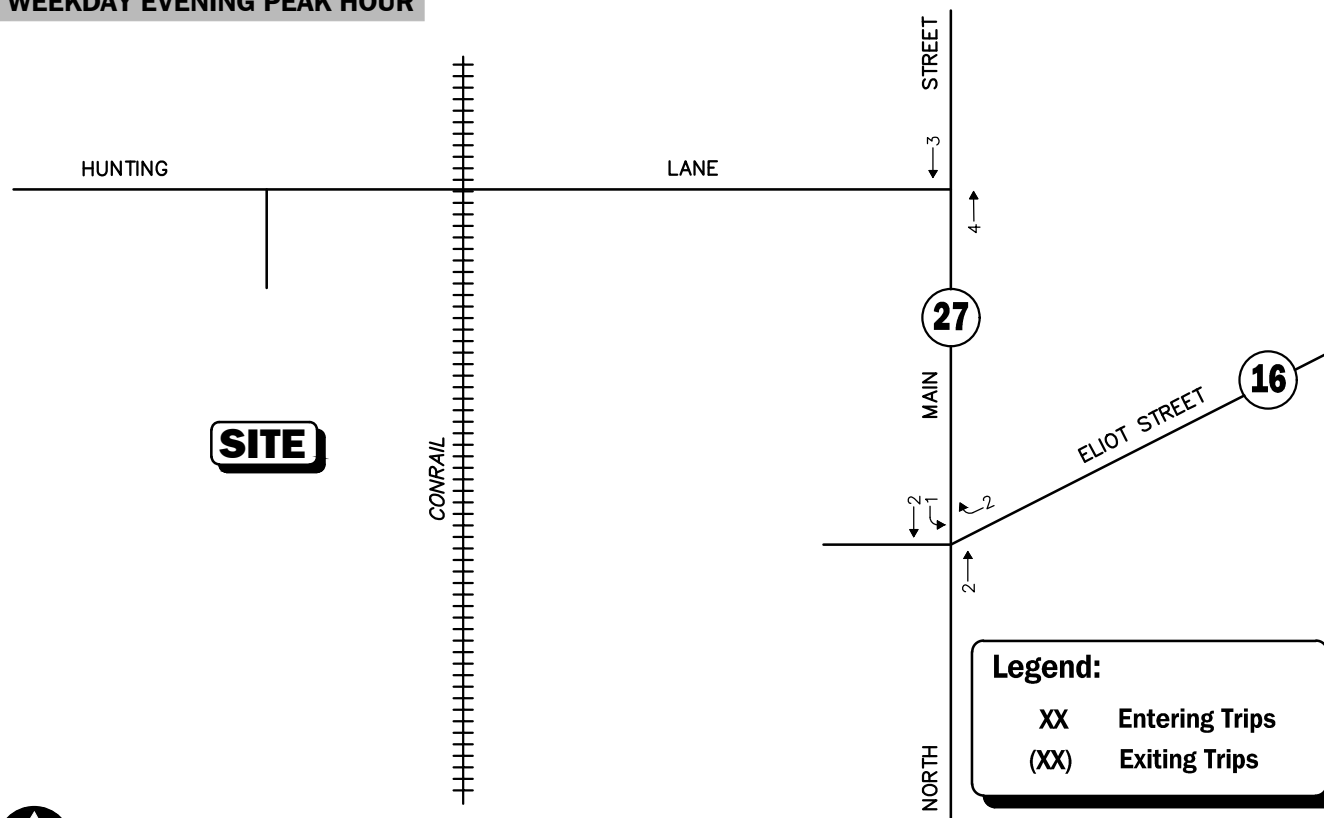 WEEKDAY EVENING PEAK HOUR
STREET
3
HUNTING
LANE
4
27
MAIN
16
ELIOT STREET
SITE
CONRAIL
2
1
2
2
Legend:
XX Entering Trips
(XX) Exiting Trips
NORTH